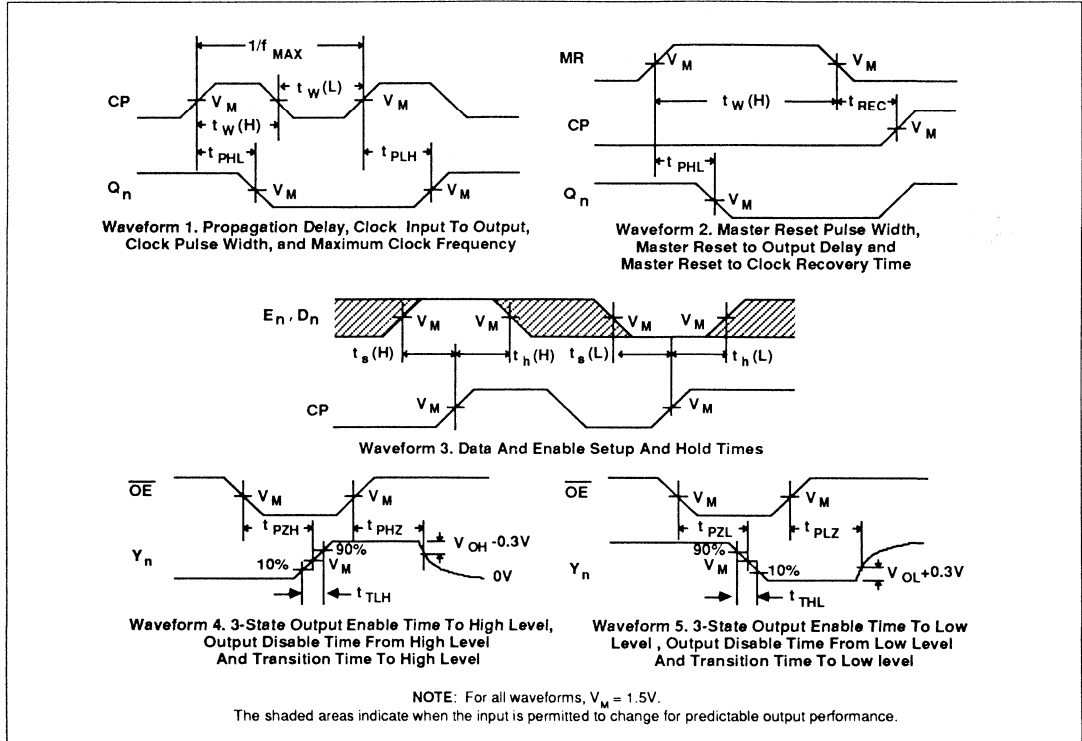 1/f MAX
CP
V M
t W (L)
V M
t W (H)
t PHL
t PLH
Q n
V M
V M
Waveform 1. Propagation Delay, Clock Input To Output,
Clock Pulse Width, and Maximum Clock Frequency
MR
V M
V M
t W (H)
t REC
CP
V M
t PHL
Q n
V M
Waveform 2. Master Reset Pulse Width,
Master Reset to Output Delay and
Master Reset to Clock Recovery Time
E n , D n
V M
V M
V M
V M
t s (H)
t h (H)
t s (L)
t h (L)
CP
V M
V M
Waveform 3. Data And Enable Setup And Hold Times
OE
V M
V M
t PZH
t PHZ
Y n
90%
V OH -0.3V
10%
V M
0V
t TLH
Waveform 4. 3-State Output Enable Time To High Level,
Output Disable Time From High Level
And Transition Time To High Level
OE
V M
V M
t PZL
t PLZ
Y n
90%
V M
10%
V OL +0.3V
t THL
Waveform 5. 3-State Output Enable Time To Low
Level , Output Disable Time From Low Level
And Transition Time To Low level
NOTE: For all waveforms, V M = 1.5V.
The shaded areas indicate when the input is permitted to change for predictable output performance.